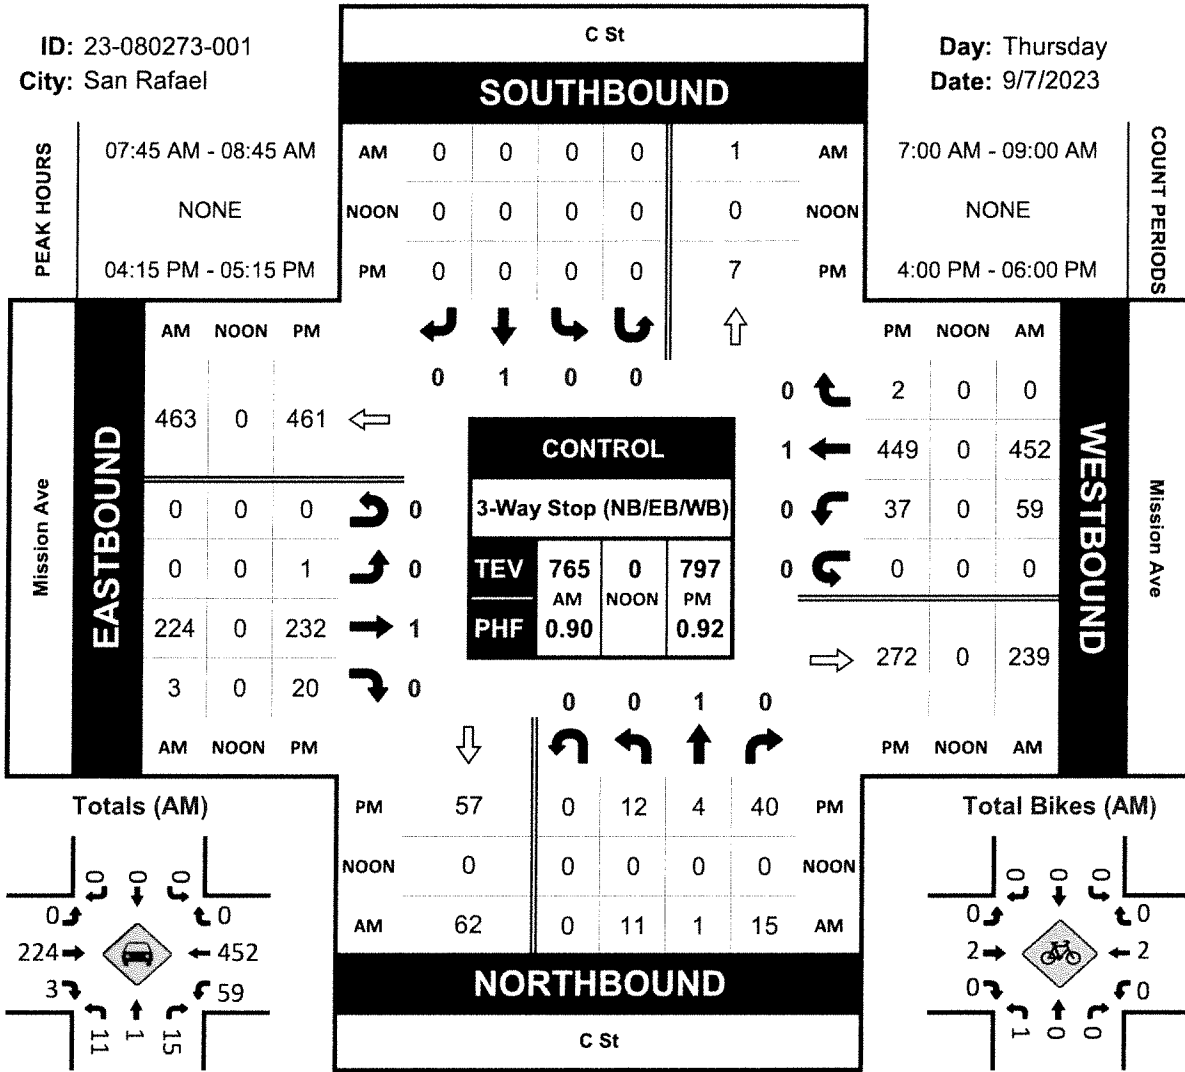 C St
ID: 23-080273-001
Day: Thursday
City: San Rafael
Date: 9/7/2023
SOUTHBOUND
PEAK HOURS
07:45 AM - 08:45 AM
NONE
04:15 PM - 05:15 PM
AM 0 0 0 0 1 AM
NOON 0 0 0 0 0 NOON
PM 0 0 0 0 7 PM
7:00 AM - 09:00 AM
NONE
4:00 PM - 06:00 PM
COUNT PERIODS
0 1 0 0
Mission Ave
EASTBOUND
AM NOON PM
463 0 461
0 0 0 0
0 0 1 0
224 0 232 1
3 0 20 0
AM NOON PM
CONTROL
3-Way Stop (NB/EB/WB)
TEV 765 0 797
AM NOON PM
PHF 0.90 0.92
PM NOON AM
0 2 0 0
1 449 0 452
0 37 0 59
0 0 0 0
272 0 239
PM NOON AM
WESTBOUND
Mission Ave
0 0 1 0
PM 57 0 12 4 40 PM
NOON 0 0 0 0 0 NOON
AM 62 0 11 1 15 AM
NORTHBOUND
C St
Totals (AM)
0 0 0
0 0
224 452
3 59
11 1 15
Total Bikes (AM)
0 0 0
0 0
2 2
0 0
1 0 0